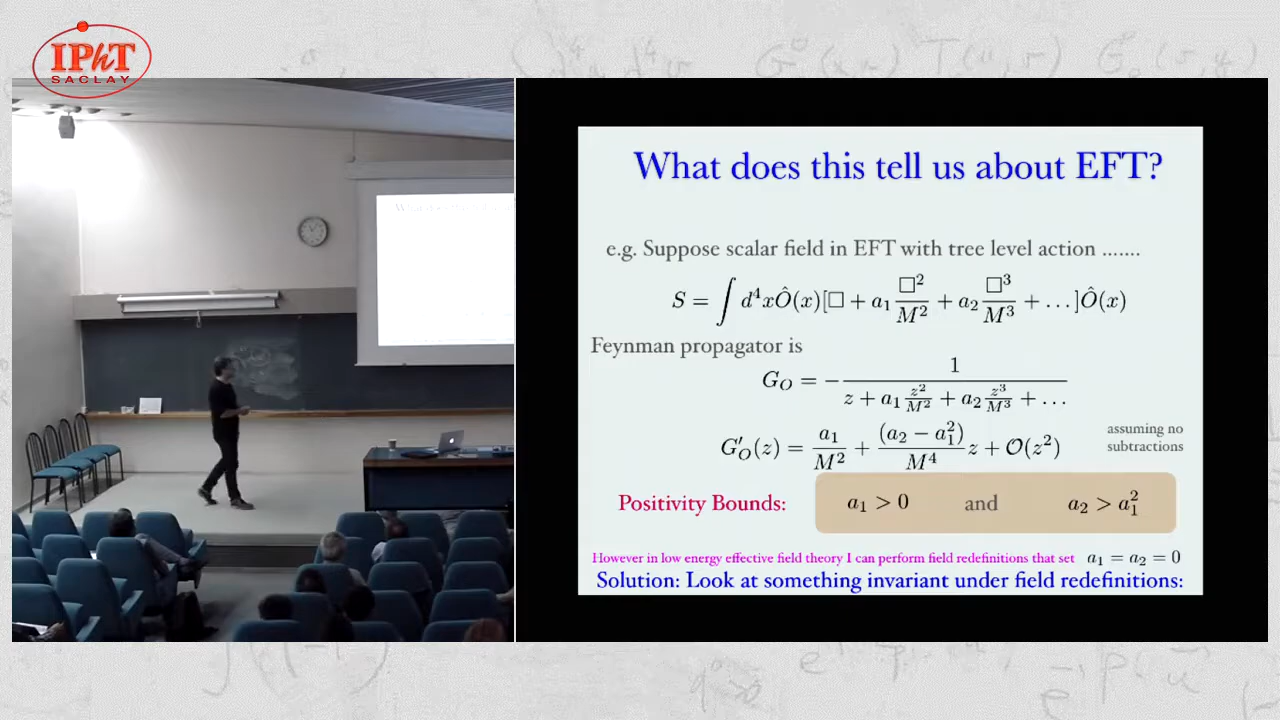 IPhT
SACLAY
What does this tell us about EFT?
e.g. Suppose scalar field in EFT with tree level action .......
S = ∫ d⁴xÔ(x)[□ + a₁ □²/M² + a₂ □³/M³ + . . . ]Ô(x)
Feynman propagator is
G_O = − 1/(z + a₁ z²/M² + a₂ z³/M³ + . . .)
G′_O(z) = a₁/M² + (a₂ − a₁²)/M⁴ z + O(z²)
assuming no
subtractions
Positivity Bounds: a₁ > 0 and a₂ > a₁²
However in low energy effective field theory I can perform field redefinitions that set a₁ = a₂ = 0
Solution: Look at something invariant under field redefinitions: